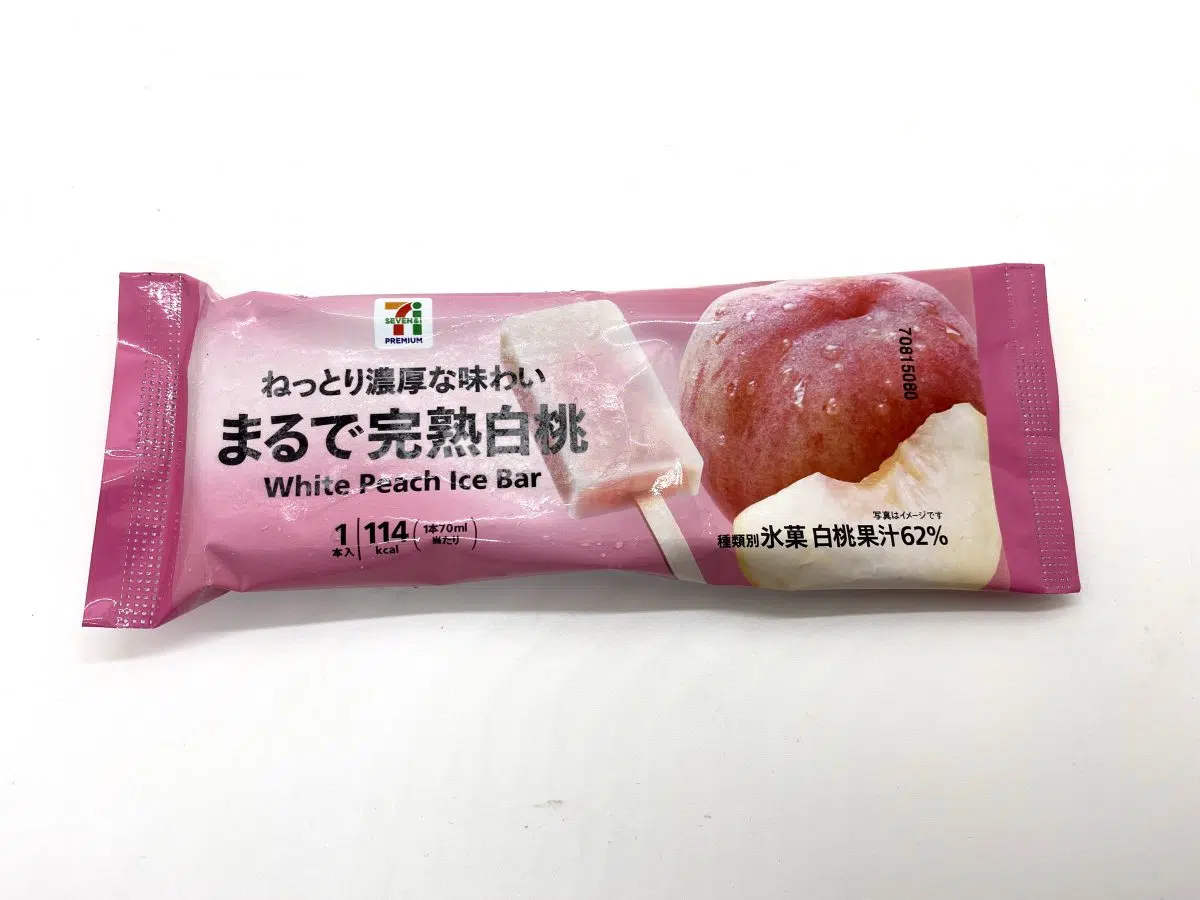 SEVEN&i
PREMIUM
ねっとり濃厚な味わい
まるで完熟白桃
White Peach Ice Bar
1本入 114kcal (1本70ml当たり)
70815080
写真はイメージです
種類別 氷菓 白桃果汁62%